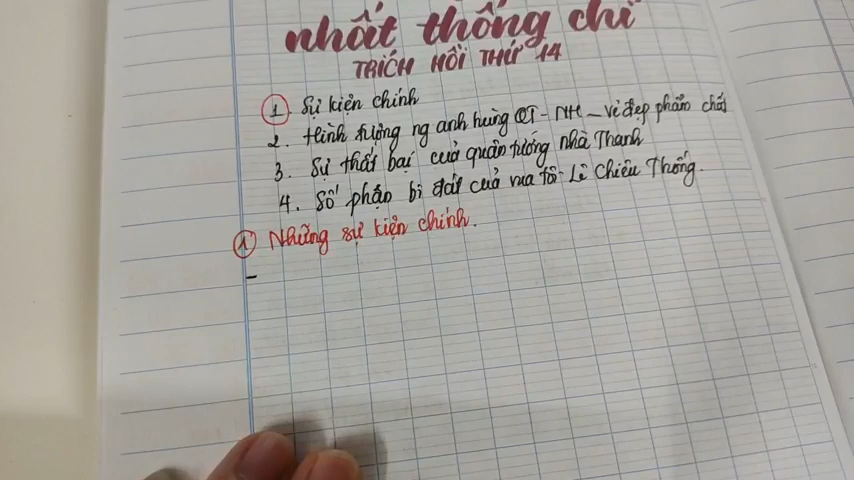 nhất thống chí
TRÍCH HỒI THỨ 14
1. Sự kiện chính
2. Hình tượng ng anh hùng QT - NH - vẻ đẹp phẩm chất
3. Sự thất bại của quân tướng nhà Thanh
4. Số phận bi đát của vua tôi Lê Chiêu Thống.
1 Những sự kiện chính.
-